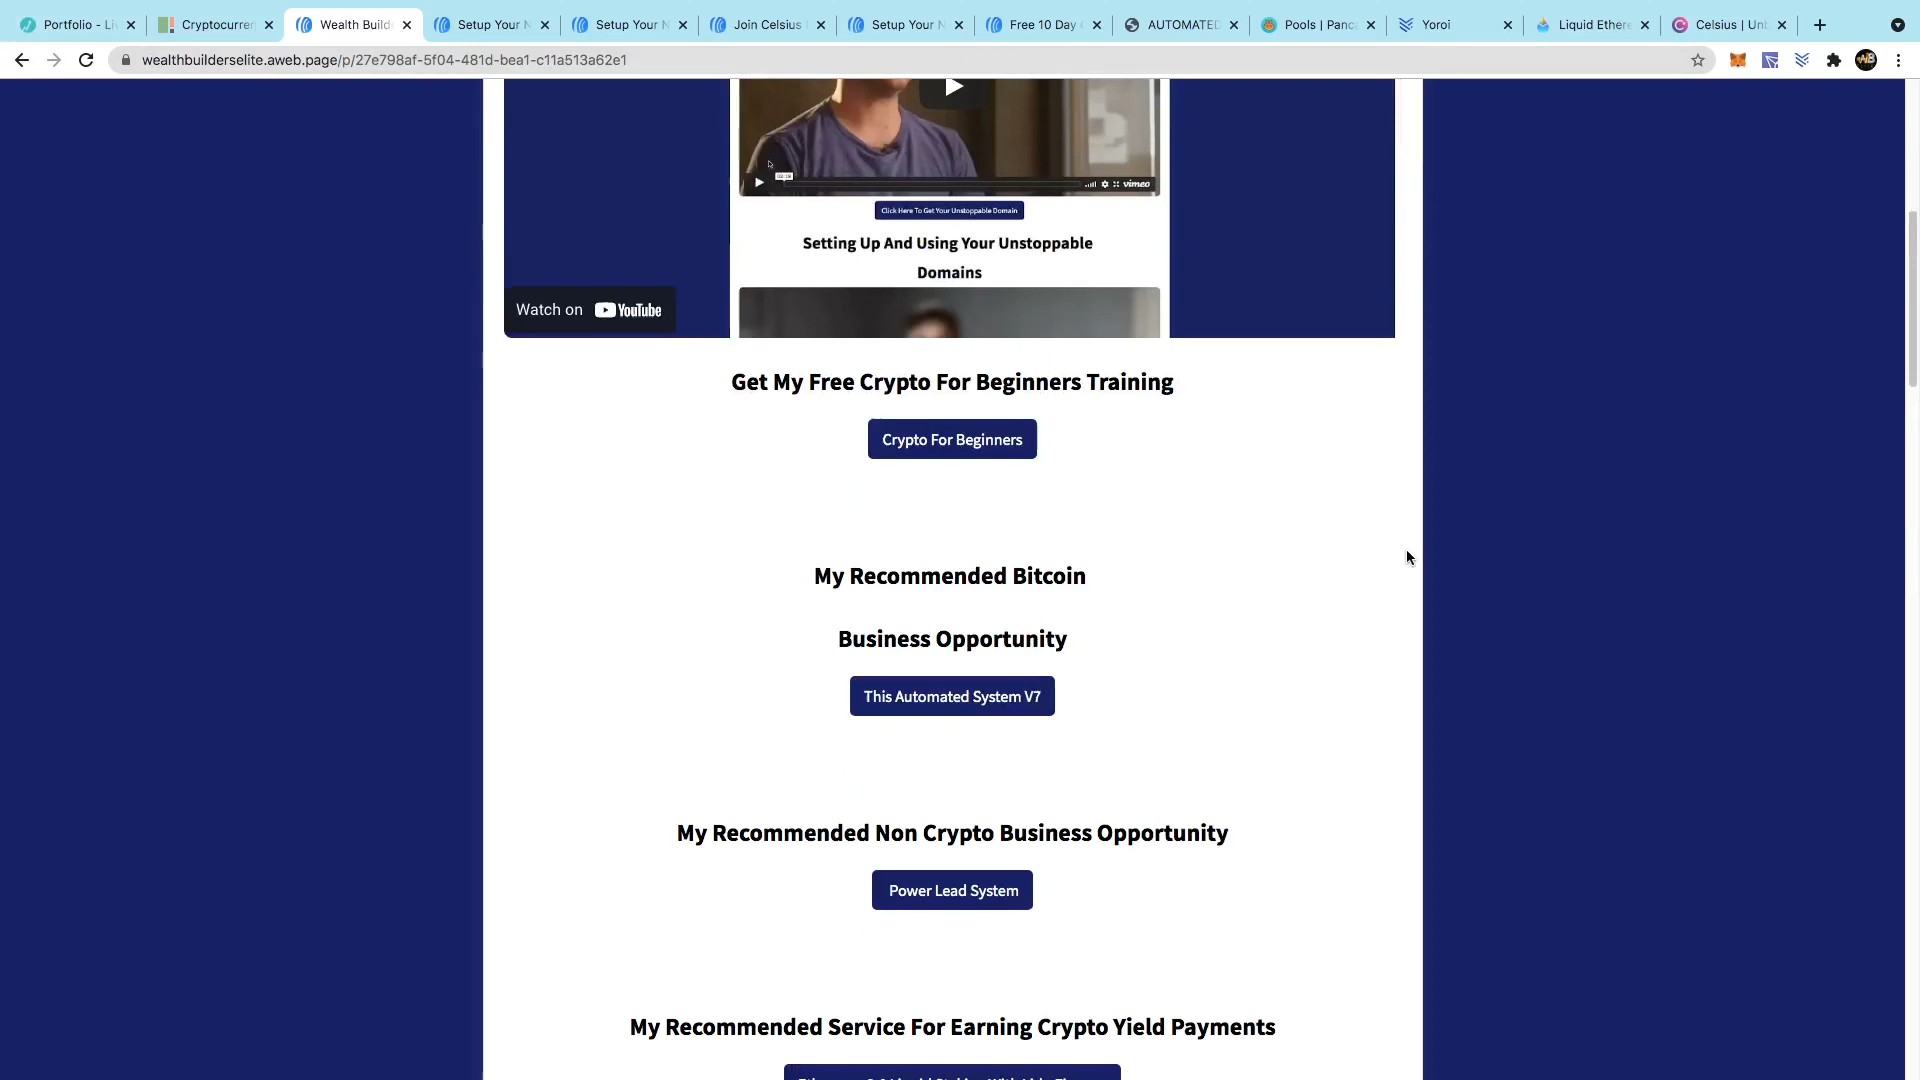 Portfolio - Li
Cryptocurren
Wealth Build
Setup Your N
Setup Your N
Join Celsius
Setup Your N
Free 10 Day
AUTOMATED
Pools | Panc
Yoroi
Liquid Ethere
Celsius | Un
wealthbuilderselite.aweb.page/p/27e798af-5f04-481d-bea1-c11a513a62e1
vimeo
Click Here To Get Your Unstoppable Domain
Setting Up And Using Your Unstoppable
Domains
Watch on YouTube
Get My Free Crypto For Beginners Training
Crypto For Beginners
My Recommended Bitcoin
Business Opportunity
This Automated System V7
My Recommended Non Crypto Business Opportunity
Power Lead System
My Recommended Service For Earning Crypto Yield Payments